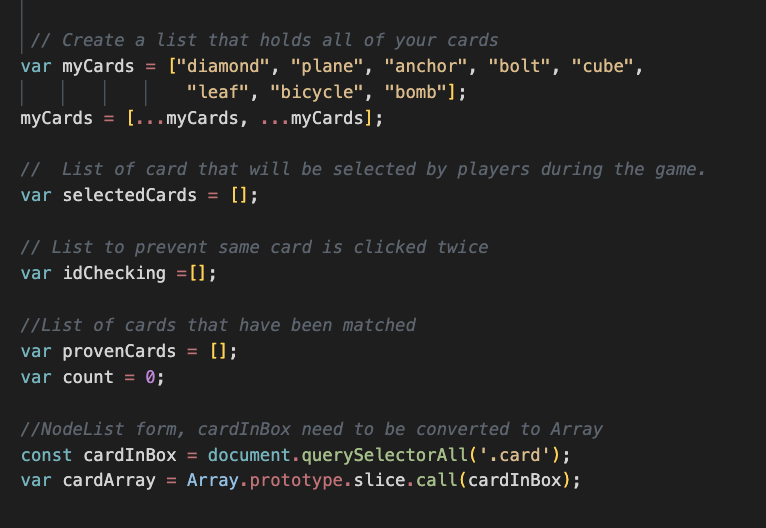 // Create a list that holds all of your cards
var myCards = ["diamond", "plane", "anchor", "bolt", "cube",
"leaf", "bicycle", "bomb"];
myCards = [...myCards, ...myCards];
//  List of card that will be selected by players during the game.
var selectedCards = [];
// List to prevent same card is clicked twice
var idChecking =[];
//List of cards that have been matched
var provenCards = [];
var count = 0;
//NodeList form, cardInBox need to be converted to Array
const cardInBox = document.querySelectorAll('.card');
var cardArray = Array.prototype.slice.call(cardInBox);